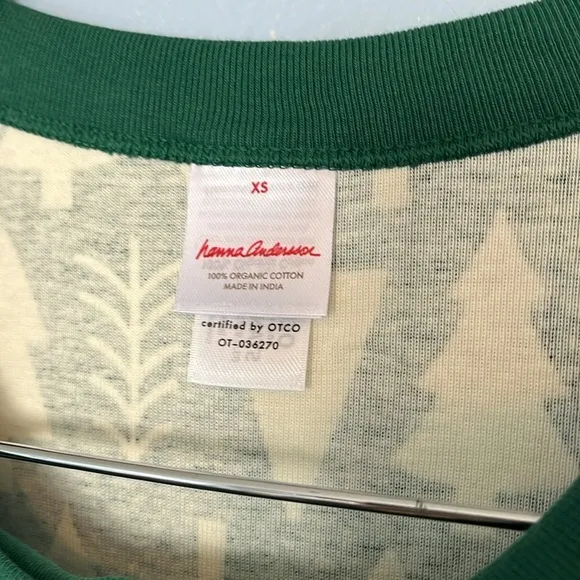 XS
hanna andersson
100% ORGANIC COTTON
MADE IN INDIA
certified by OTCO
OT-036270